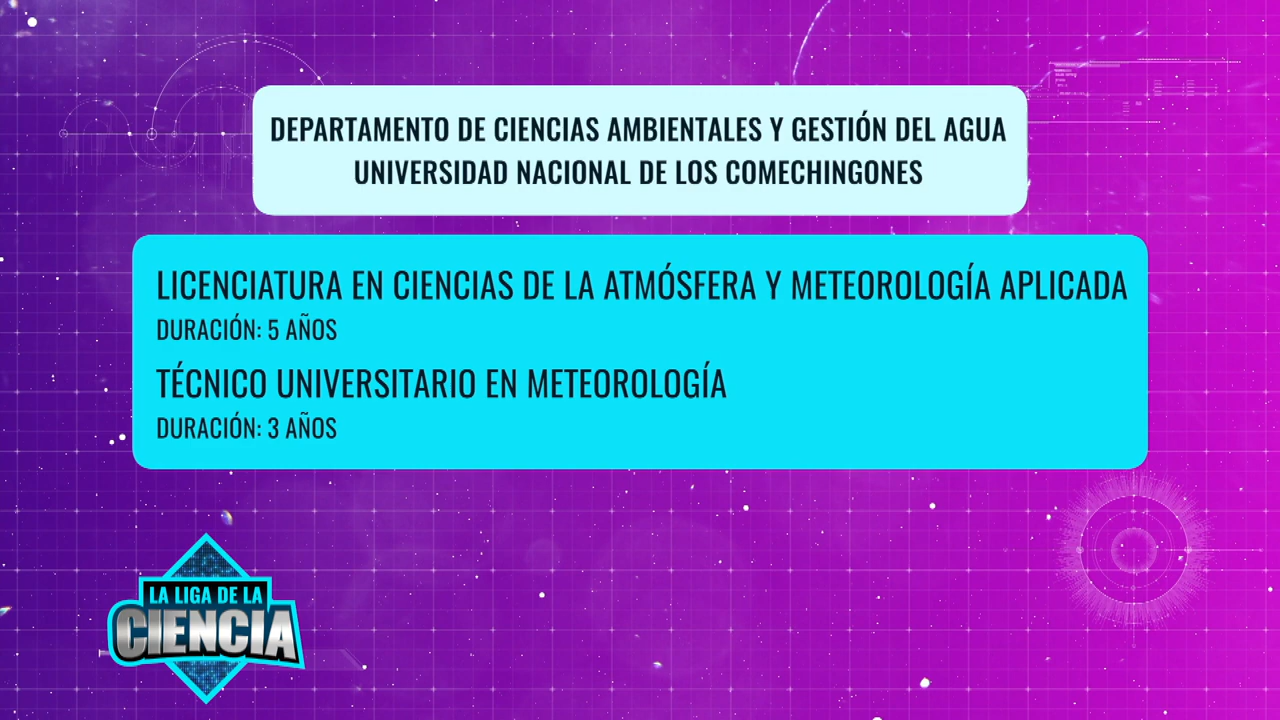 DEPARTAMENTO DE CIENCIAS AMBIENTALES Y GESTIÓN DEL AGUA
UNIVERSIDAD NACIONAL DE LOS COMECHINGONES
LICENCIATURA EN CIENCIAS DE LA ATMÓSFERA Y METEOROLOGÍA APLICADA
DURACIÓN: 5 AÑOS
TÉCNICO UNIVERSITARIO EN METEOROLOGÍA
DURACIÓN: 3 AÑOS
LA LIGA DE LA
CIENCIA